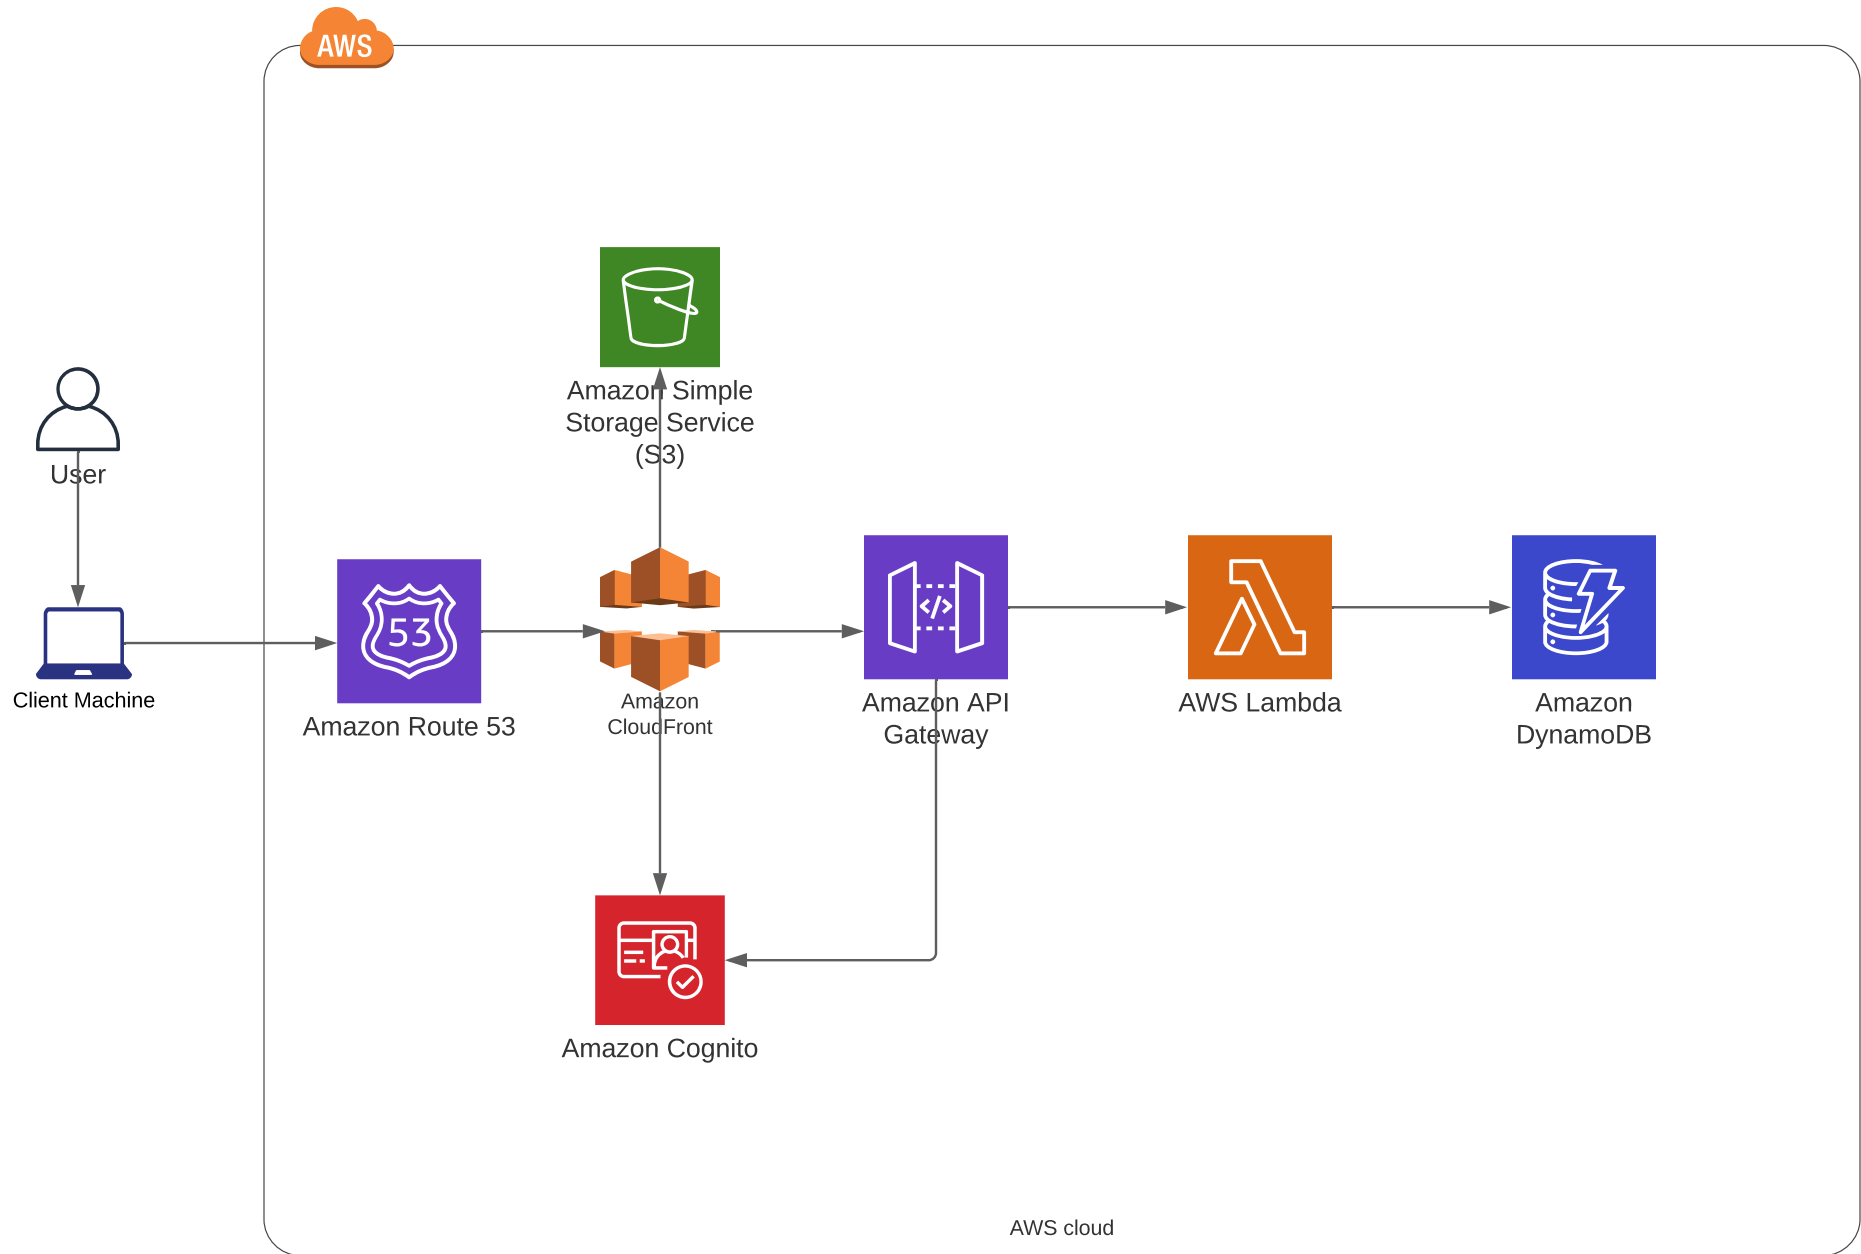 AWS
Amazon Simple
Storage Service
(S3)
User
Client Machine
53
Amazon Route 53
Amazon
CloudFront
</>
Amazon API
Gateway
AWS Lambda
Amazon
DynamoDB
Amazon Cognito
AWS cloud